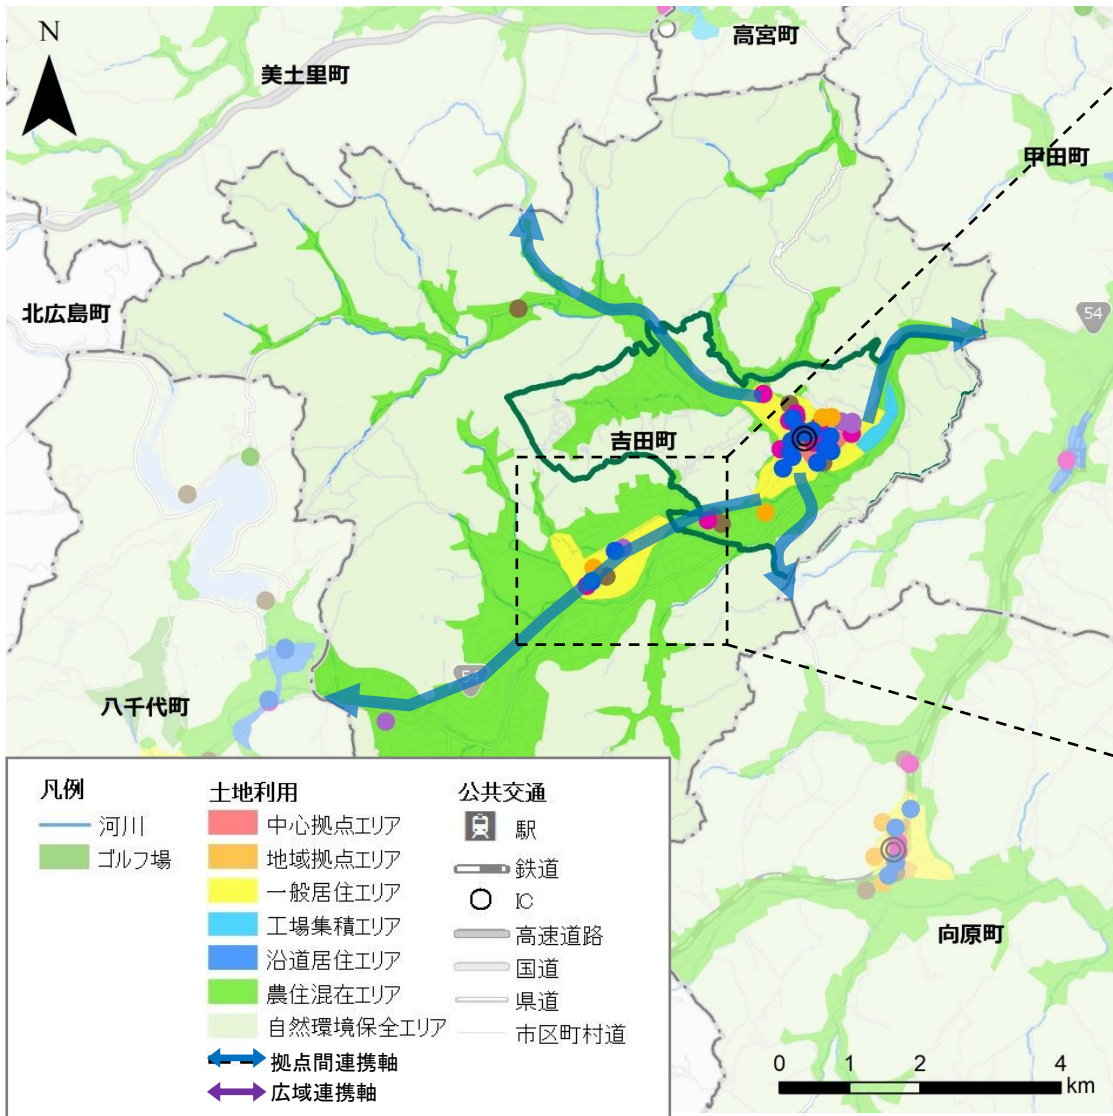 N
高宮町
美土里町
甲田町
北広島町
54
吉田町
54
八千代町
向原町
凡例
河川
ゴルフ場
土地利用
中心拠点エリア
地域拠点エリア
一般居住エリア
工場集積エリア
沿道居住エリア
農住混在エリア
自然環境保全エリア
拠点間連携軸
広域連携軸
公共交通
駅
鉄道
IC
高速道路
国道
県道
市区町村道
0 1 2 4
km